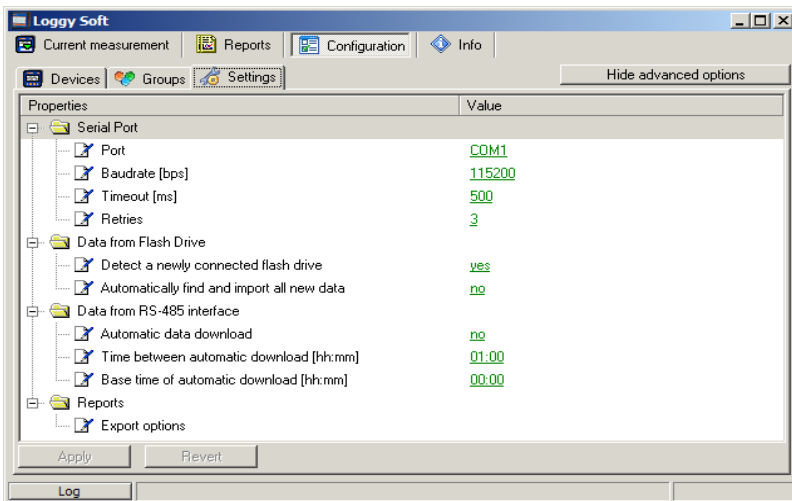 Loggy Soft
Current measurement Reports Configuration Info
Devices Groups Settings Hide advanced options
Properties Value
Serial Port
Port COM1
Baudrate [bps] 115200
Timeout [ms] 500
Retries 3
Data from Flash Drive
Detect a newly connected flash drive yes
Automatically find and import all new data no
Data from RS-485 interface
Automatic data download no
Time between automatic download [hh:mm] 01:00
Base time of automatic download [hh:mm] 00:00
Reports
Export options
Apply Revert
Log